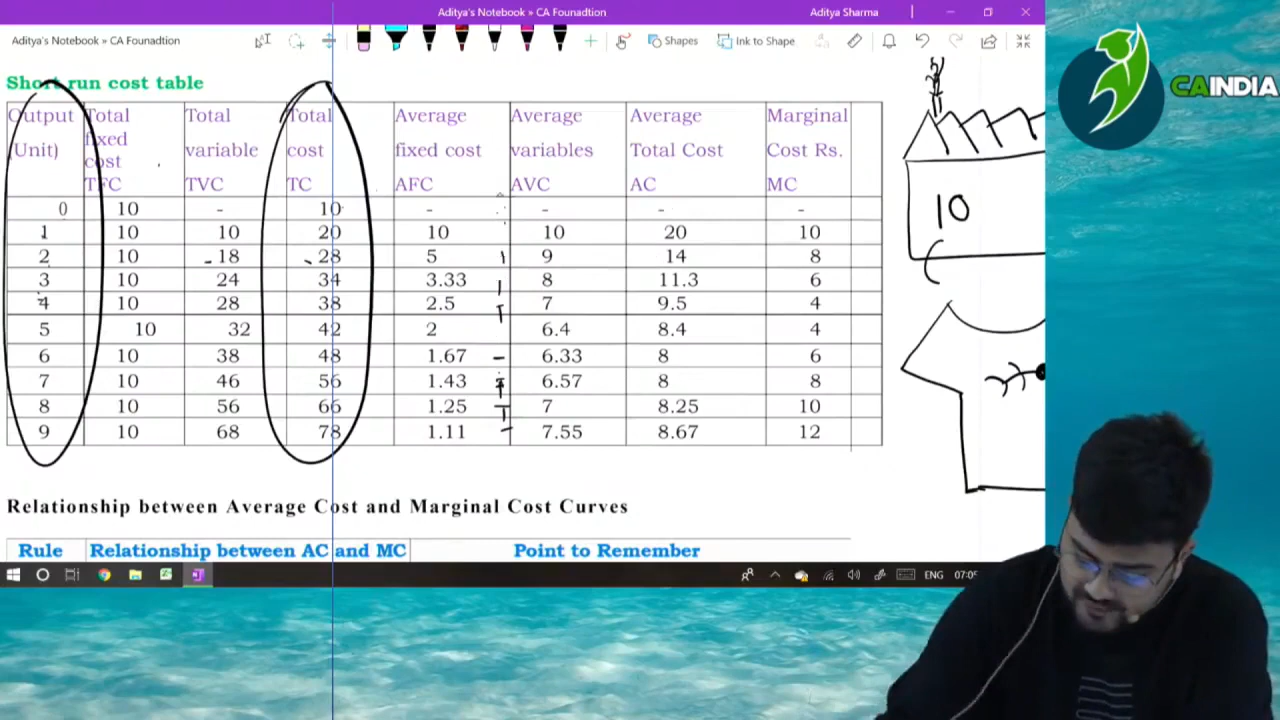 Aditya's Notebook » CA Founadtion
Aditya Sharma
Aditya's Notebook » CA Founadtion
Shapes
Ink to Shape
CAINDIA
Short run cost table
Output (Unit) Total fixed cost TFC Total variable TVC Total cost TC Average fixed cost AFC Average variables AVC Average Total Cost AC Marginal Cost Rs. MC
0 10 - 10 - - - -
1 10 10 20 10 10 20 10
2 10 18 28 5 9 14 8
3 10 24 34 3.33 8 11.3 6
4 10 28 38 2.5 7 9.5 4
5 10 32 42 2 6.4 8.4 4
6 10 38 48 1.67 6.33 8 6
7 10 46 56 1.43 6.57 8 8
8 10 56 66 1.25 7 8.25 10
9 10 68 78 1.11 7.55 8.67 12
10
Relationship between Average Cost and Marginal Cost Curves
Rule Relationship between AC and MC Point to Remember
ENG